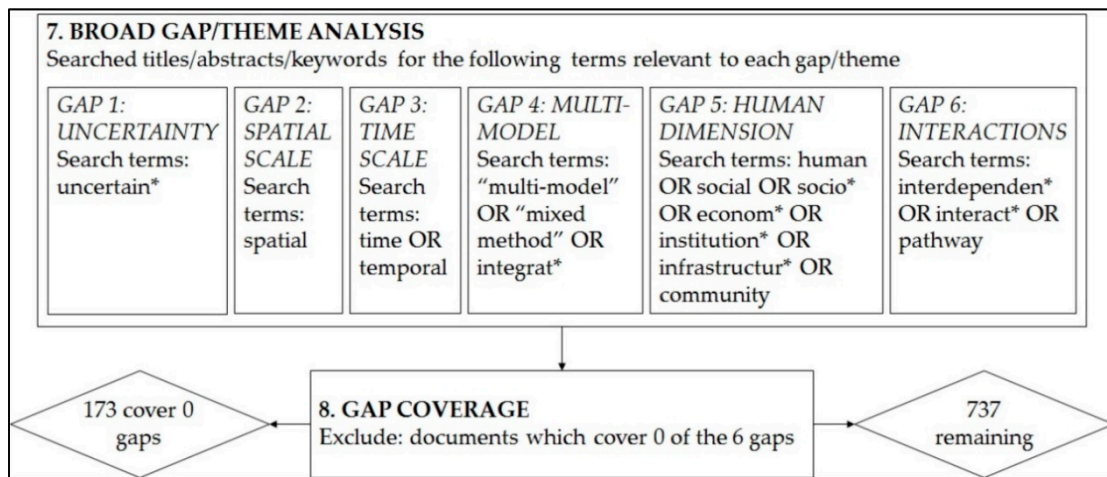 7. BROAD GAP/THEME ANALYSIS
Searched titles/abstracts/keywords for the following terms relevant to each gap/theme
GAP 1:
UNCERTAINTY
Search terms:
uncertain*
GAP 2:
SPATIAL
SCALE
Search
terms:
spatial
GAP 3:
TIME
SCALE
Search
terms:
time OR
temporal
GAP 4: MULTI-
MODEL
Search terms:
“multi-model”
OR “mixed
method” OR
integrat*
GAP 5: HUMAN
DIMENSION
Search terms: human
OR social OR socio*
OR econom* OR
institution* OR
infrastructur* OR
community
GAP 6:
INTERACTIONS
Search terms:
interdependen*
OR interact* OR
pathway
173 cover 0
gaps
8. GAP COVERAGE
Exclude: documents which cover 0 of the 6 gaps
737
remaining